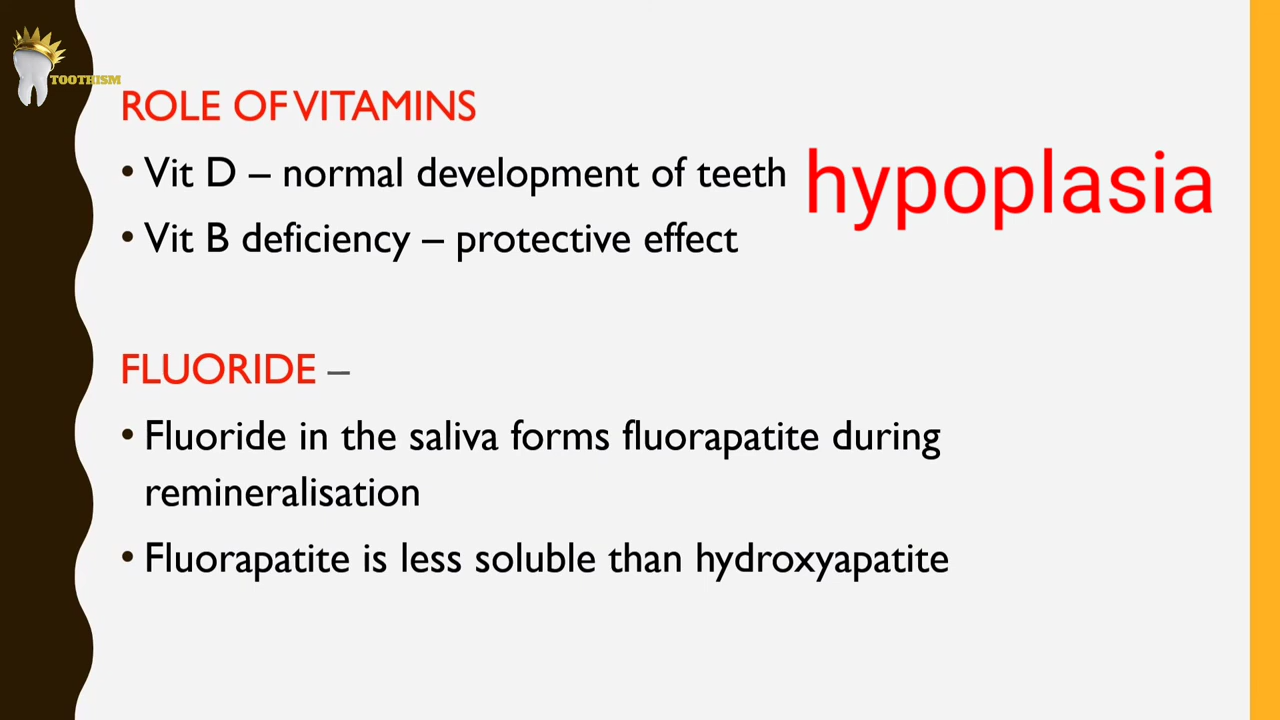 TOOTHISM
ROLE OF VITAMINS
• Vit D – normal development of teeth
hypoplasia
• Vit B deficiency – protective effect
FLUORIDE –
• Fluoride in the saliva forms fluorapatite during
remineralisation
• Fluorapatite is less soluble than hydroxyapatite